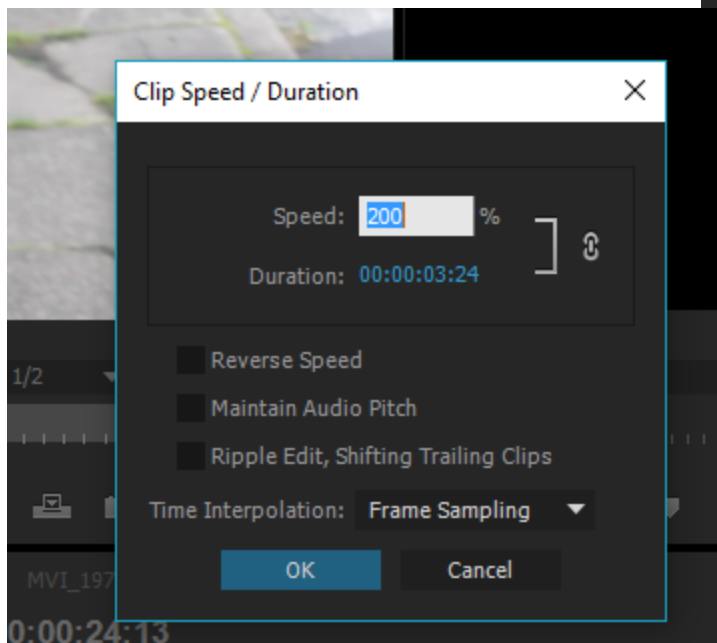 Clip Speed / Duration
Speed: 200 %
Duration: 00:00:03:24
Reverse Speed
1/2
Maintain Audio Pitch
Ripple Edit, Shifting Trailing Clips
Time Interpolation: Frame Sampling
OK Cancel
MVI_197
0:00:24:13